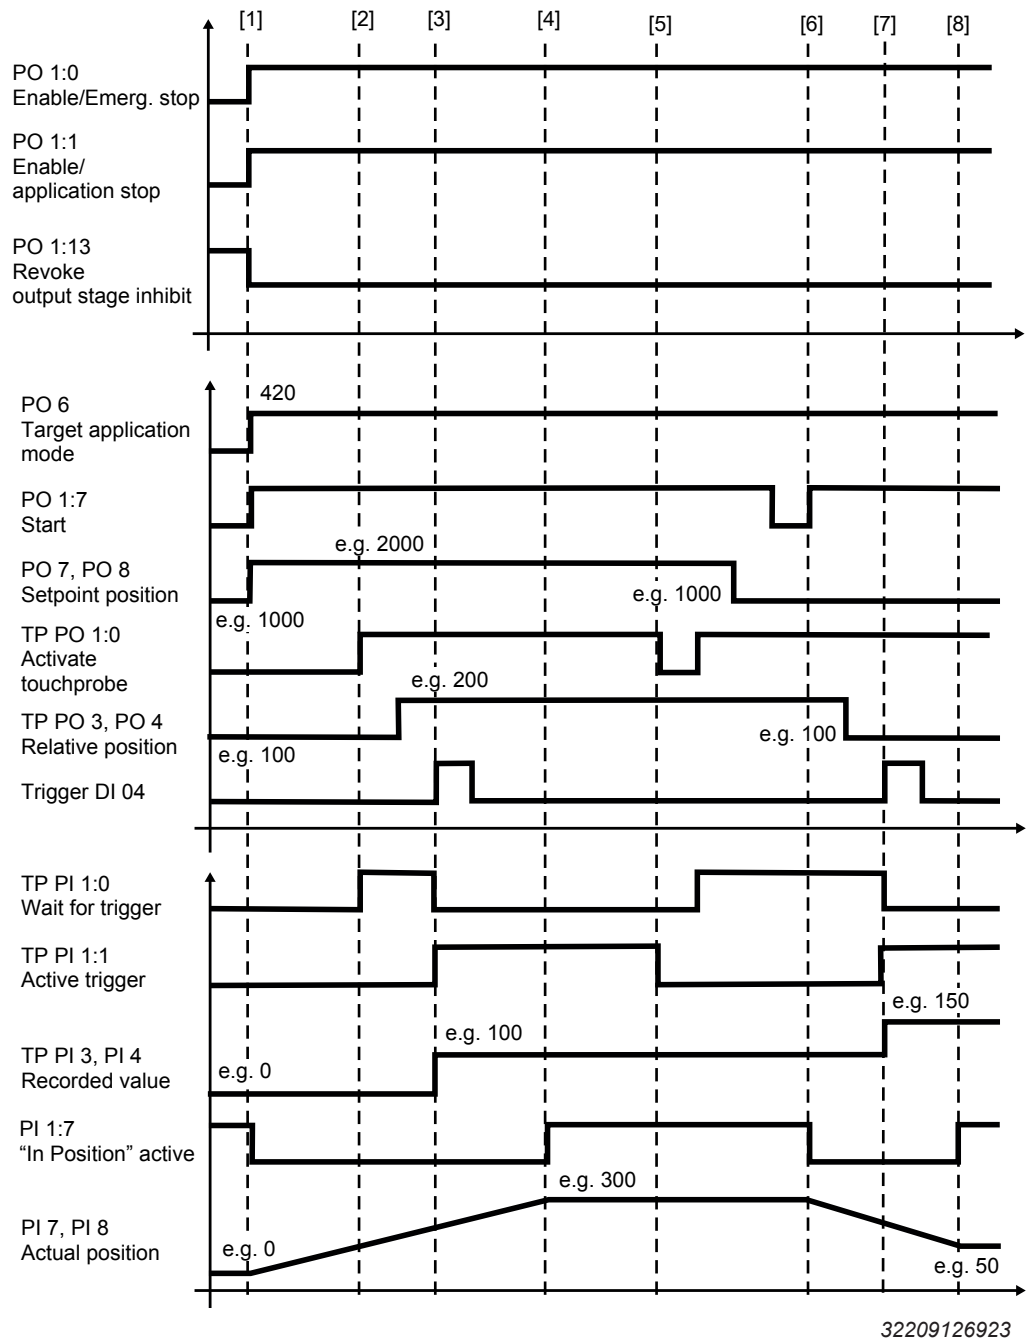 [1] [2] [3] [4] [5] [6] [7] [8]
PO 1:0
Enable/Emerg. stop
PO 1:1
Enable/
application stop
PO 1:13
Revoke
output stage inhibit
420
PO 6
Target application
mode
PO 1:7
Start
e.g. 2000
PO 7, PO 8
Setpoint position
e.g. 1000
e.g. 1000
TP PO 1:0
Activate
touchprobe
e.g. 200
TP PO 3, PO 4
Relative position
e.g. 100
e.g. 100
Trigger DI 04
TP PI 1:0
Wait for trigger
TP PI 1:1
Active trigger
e.g. 150
e.g. 100
TP PI 3, PI 4
Recorded value
e.g. 0
PI 1:7
“In Position” active
e.g. 300
PI 7, PI 8
Actual position
e.g. 0
e.g. 50
32209126923